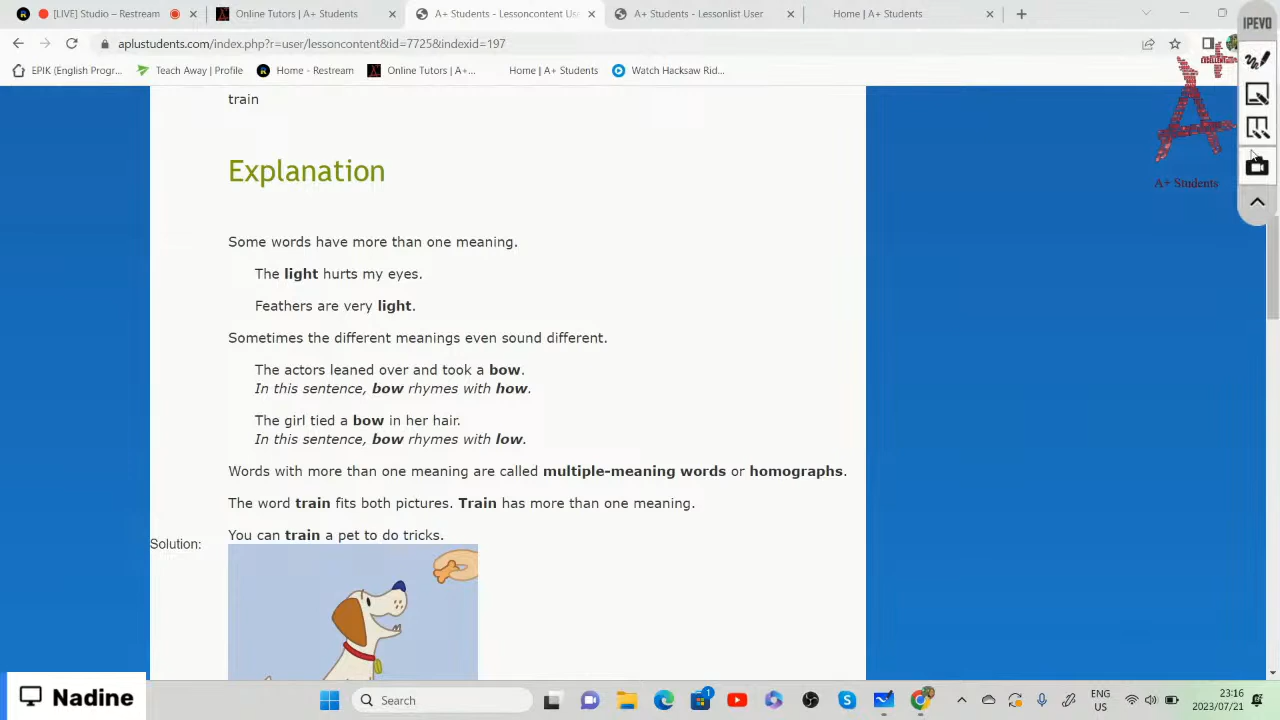 [LIVE] Studio - Restream
Online Tutors | A+Students
A+ Students - Lessoncontent Use
A+ Students - Lessonlist User
Home | A+ Students
aplustudents.com/index.php?r=user/lessoncontent&id=7725&indexid=197
IPEVO
EPIK (English Progr...
Teach Away | Profile
Home - Restream
Online Tutors | A+...
Home | A+ Students
Watch Hacksaw Rid...
train
A+ Students
Explanation
Some words have more than one meaning.
The light hurts my eyes.
Feathers are very light.
Sometimes the different meanings even sound different.
The actors leaned over and took a bow.
In this sentence, bow rhymes with how.
The girl tied a bow in her hair.
In this sentence, bow rhymes with low.
Words with more than one meaning are called multiple-meaning words or homographs.
The word train fits both pictures. Train has more than one meaning.
You can train a pet to do tricks.
Solution:
Nadine
Search
ENG
US
23:16
2023/07/21